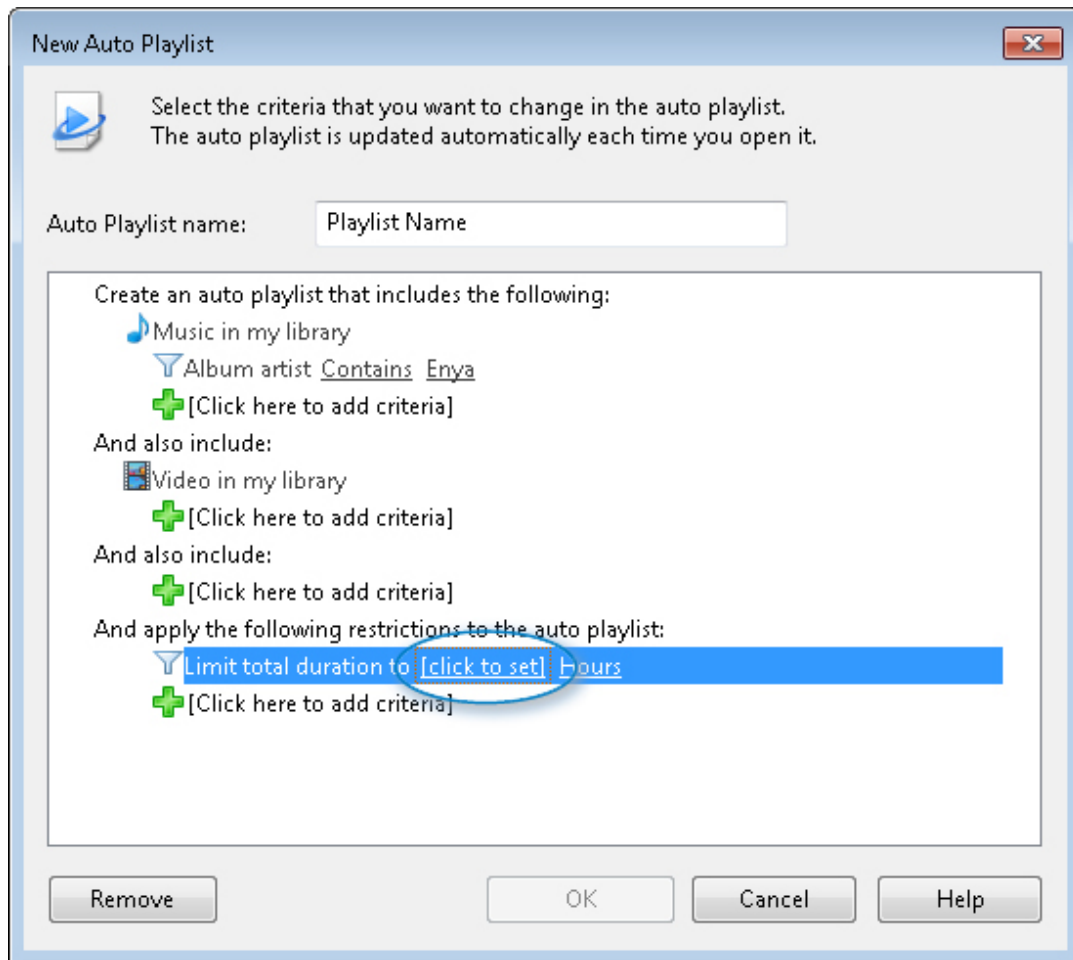 New Auto Playlist
Select the criteria that you want to change in the auto playlist.
The auto playlist is updated automatically each time you open it.
Auto Playlist name: Playlist Name
Create an auto playlist that includes the following:
Music in my library
Album artist Contains Enya
[Click here to add criteria]
And also include:
Video in my library
[Click here to add criteria]
And also include:
[Click here to add criteria]
And apply the following restrictions to the auto playlist:
Limit total duration to [click to set] Hours
[Click here to add criteria]
Remove OK Cancel Help